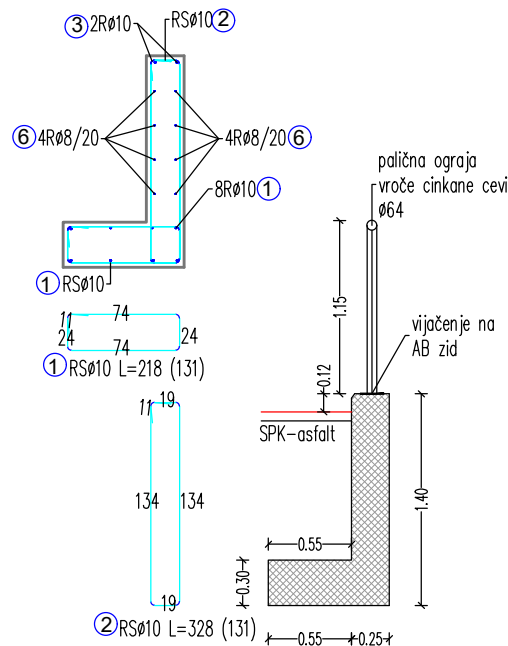 ③ 2RØ10
RSØ10 ②
⑥ 4RØ8/20
4RØ8/20 ⑥
8RØ10 ①
① RSØ10
74
11
24
24
74
① RSØ10 L=218 (131)
19
11
134
134
19
② RSØ10 L=328 (131)
palična ograja
vroče cinkane cevi
Ø64
1.15
vijačenje na
AB zid
0.12
SPK-asfalt
1.40
0.55
0.30
0.55
0.25